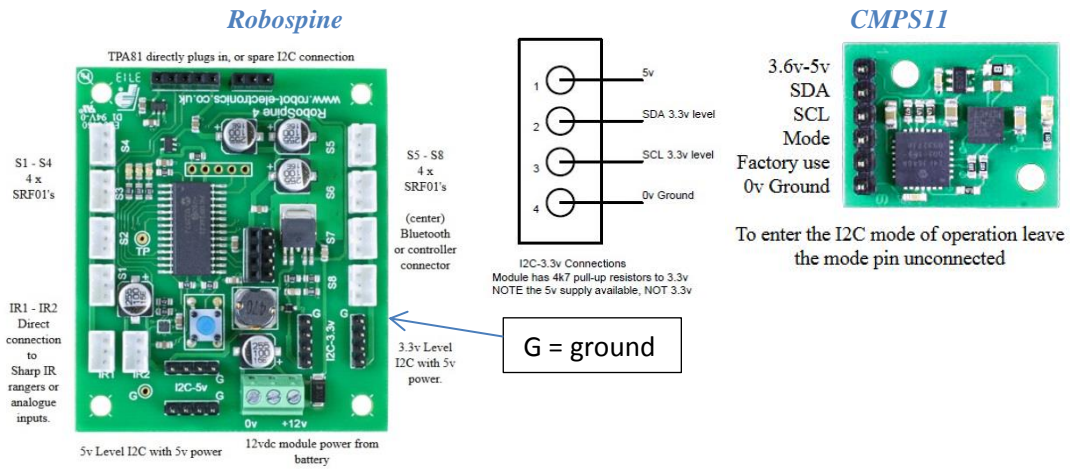 Robospine
CMPS11
TPA81 directly plugs in, or spare I2C connection
www.robot-electronics.co.uk
RoboSpine 4
S1 - S4
4 x
SRF01's
S4
S3
S2
S1
TP
S5
S6
S7
S8
S5 - S8
4 x
SRF01's
(center)
Bluetooth
or controller
connector
IR1 - IR2
Direct
connection
to
Sharp IR
rangers or
analogue
inputs.
IR1
IR2
I2C-5v
G
G
G
0v +12v
G
G
I2C-3.3v
3.3v Level
I2C with 5v
power.
5v Level I2C with 5v power
12vdc module power from
battery
1 5v
2 SDA 3.3v level
3 SCL 3.3v level
4 0v Ground
I2C-3.3v Connections
Module has 4k7 pull-up resistors to 3.3v
NOTE the 5v supply available, NOT 3.3v
G = ground
3.6v-5v
SDA
SCL
Mode
Factory use
0v Ground
To enter the I2C mode of operation leave
the mode pin unconnected